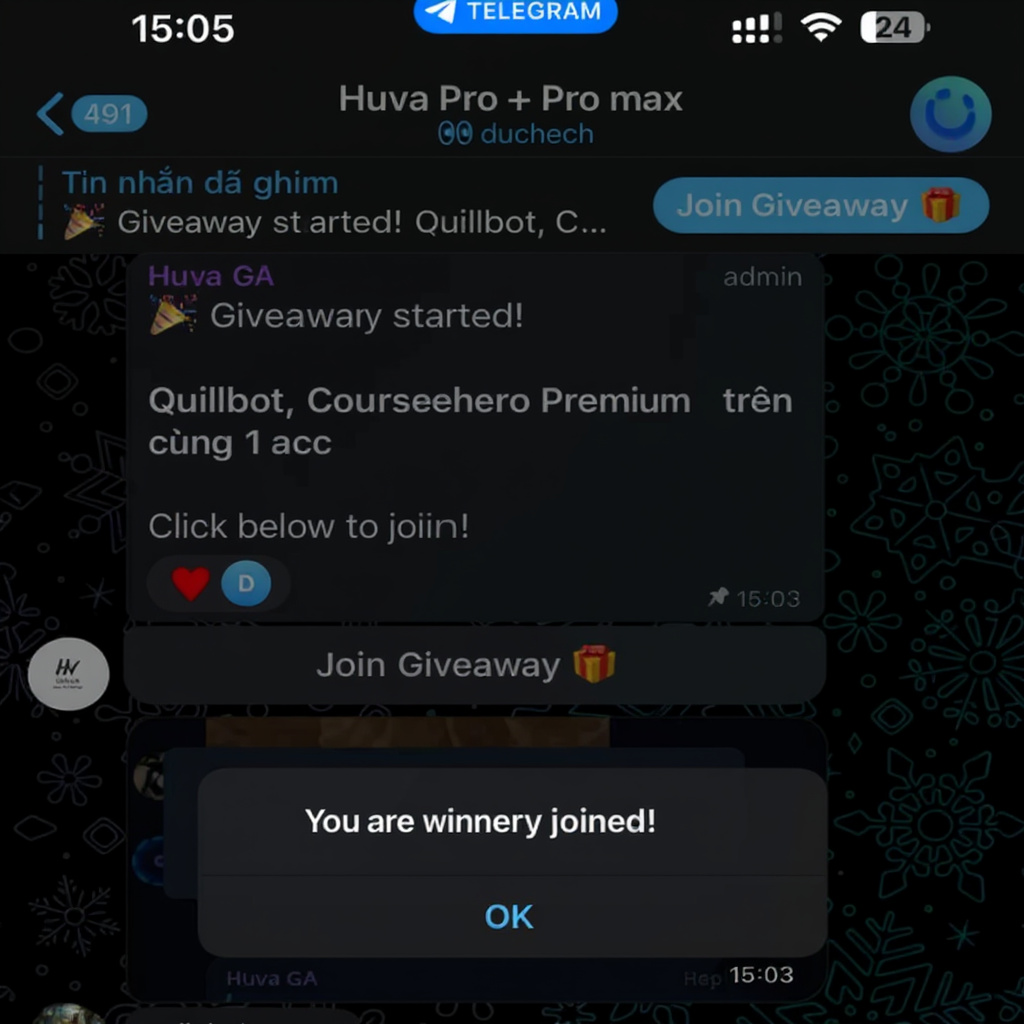 15:05
TELEGRAM
24
491
Huva Pro + Pro max
duchech
Tin nhắn dã ghim
Giveaway st arted! Quillbot, C...
Join Giveaway
Huva GA admin
Giveawary started!
Quillbot, Courseehero Premium trên
cùng 1 acc
Click below to joiin!
D
15:03
HV
Join Giveaway
You are winnery joined!
OK
Huva GA Hep 15:03